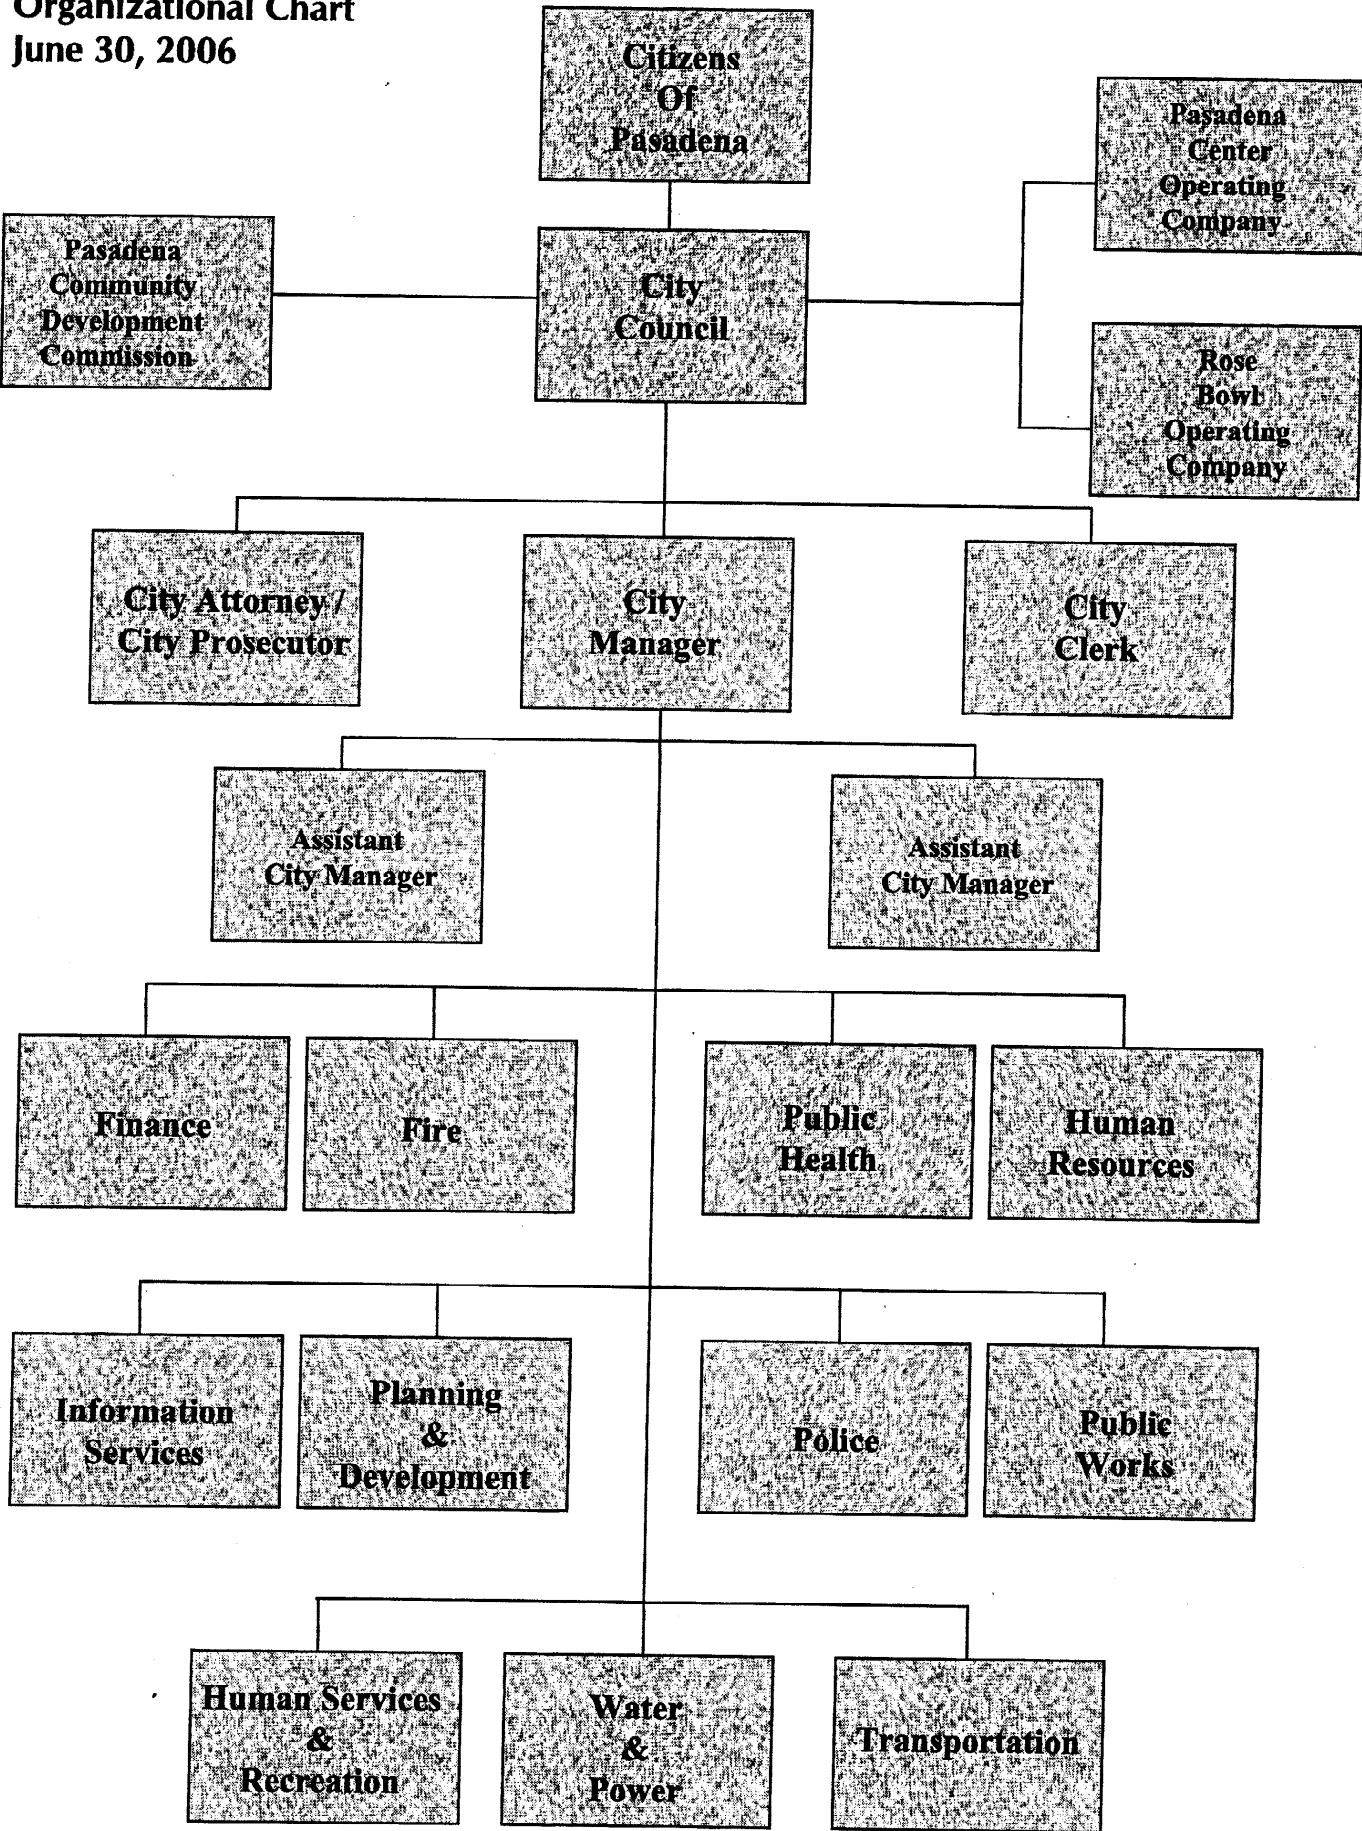 Organizational Chart
June 30, 2006
Citizens
Of
Pasadena
Pasadena
Center
Operating
Company
Pasadena
Community
Development
Commission
City
Council
Rose
Bowl
Operating
Company
City Attorney /
City Prosecutor
City
Manager
City
Clerk
Assistant
City Manager
Assistant
City Manager
Finance
Fire
Public
Health
Human
Resources
Information
Services
Planning
&
Development
Police
Public
Works
Human Services
&
Recreation
Water
&
Power
Transportation